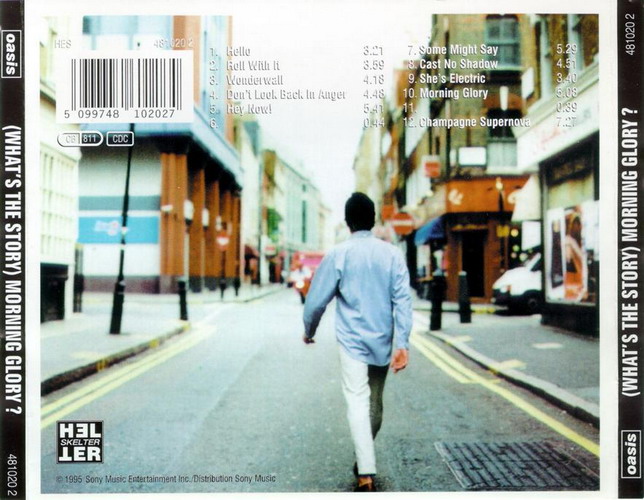 oasis
(WHAT'S THE STORY) MORNING GLORY ?
481020 2
HES 481020 2
5 099748 102027
CB 811 CDC
1. Hello 3.21
2. Roll With It 3.59
3. Wonderwall 4.18
4. Don't Look Back In Anger 4.48
5. Hey Now! 5.41
6. 0.44
7. Some Might Say 5.29
8. Cast No Shadow 4.51
9. She's Electric 3.40
10. Morning Glory 5.03
11. 0.39
12. Champagne Supernova 7.27
HEL
SKELTER
TER
© 1995 Sony Music Entertainment Inc./Distribution Sony Music
481020 2
(WHAT'S THE STORY) MORNING GLORY ?
oasis